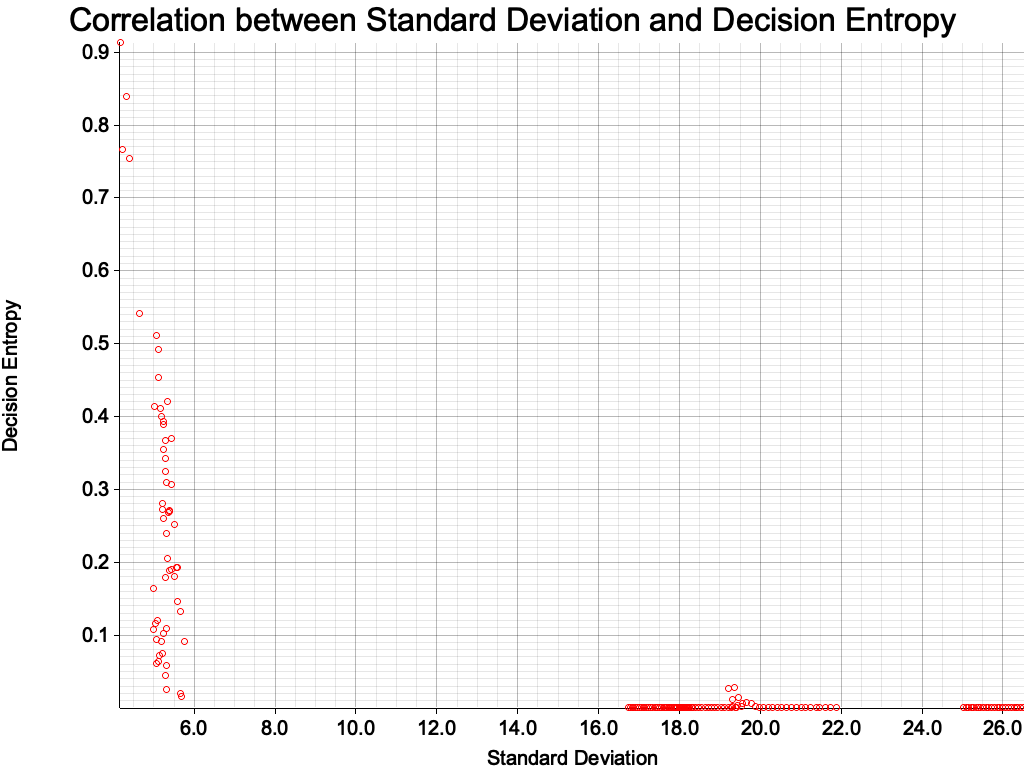 Correlation between Standard Deviation and Decision Entropy
0.9
0.8
0.7
0.6
0.5
0.4
0.3
0.2
0.1
Decision Entropy
6.0 8.0 10.0 12.0 14.0 16.0 18.0 20.0 22.0 24.0 26.0
Standard Deviation